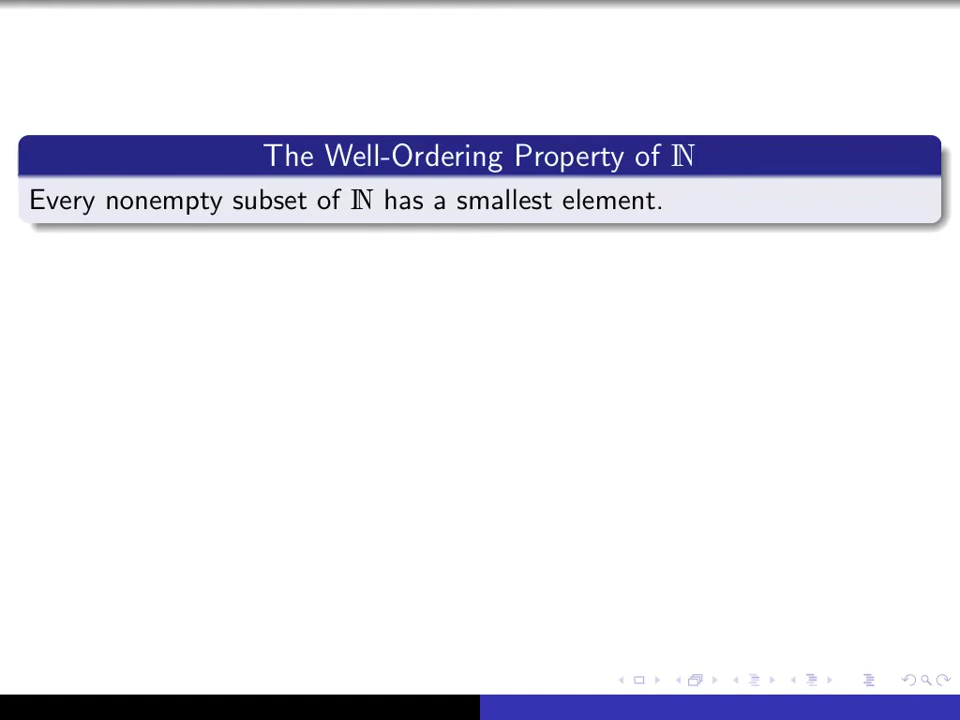 The Well-Ordering Property of ℕ
Every nonempty subset of ℕ has a smallest element.